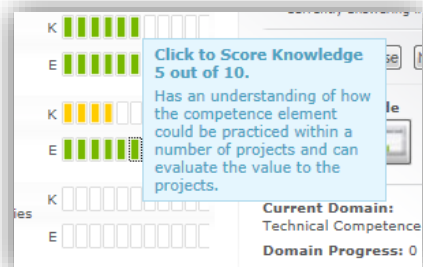 K
E
Click to Score Knowledge
5 out of 10.
Has an understanding of how
the competence element
could be practiced within a
number of projects and can
evaluate the value to the
projects.
K
E
K
ies
E
Current Domain:
Technical Competence
Domain Progress: 0